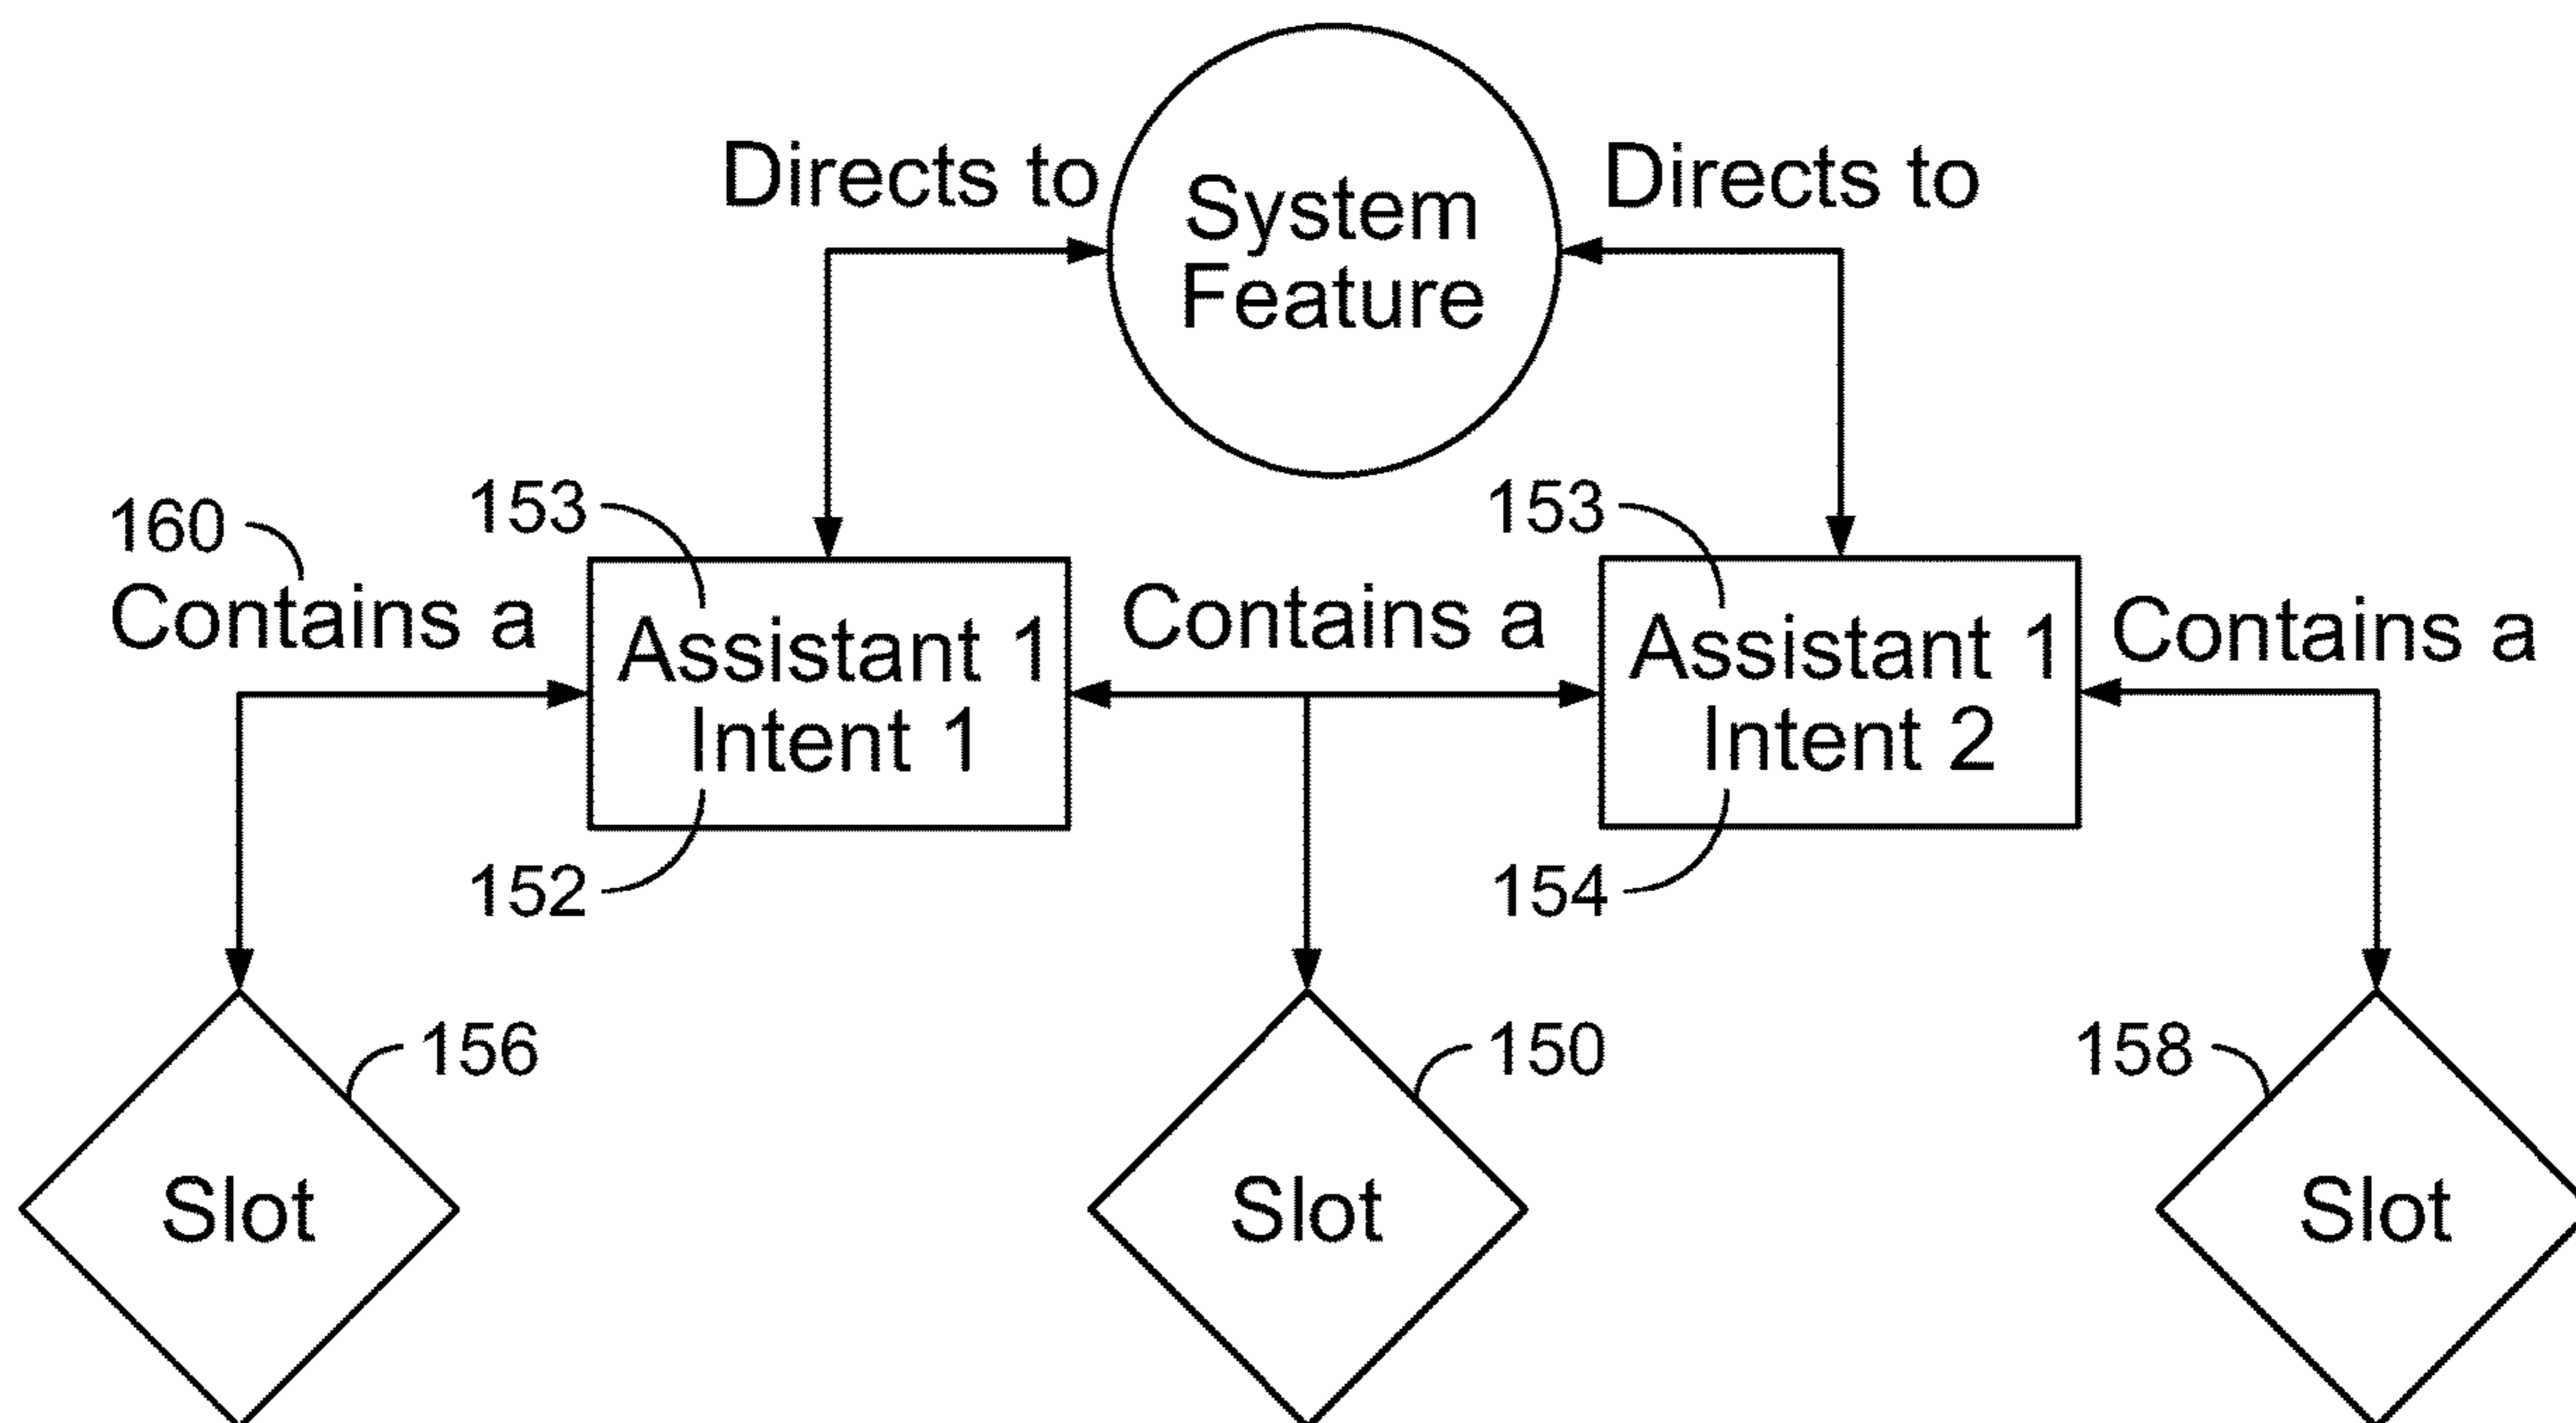 Directs to
System
Feature
Directs to
160
153
153
Contains a
Assistant 1
Intent 1
Contains a
Assistant 1
Intent 2
Contains a
152
154
156
150
158
Slot
Slot
Slot